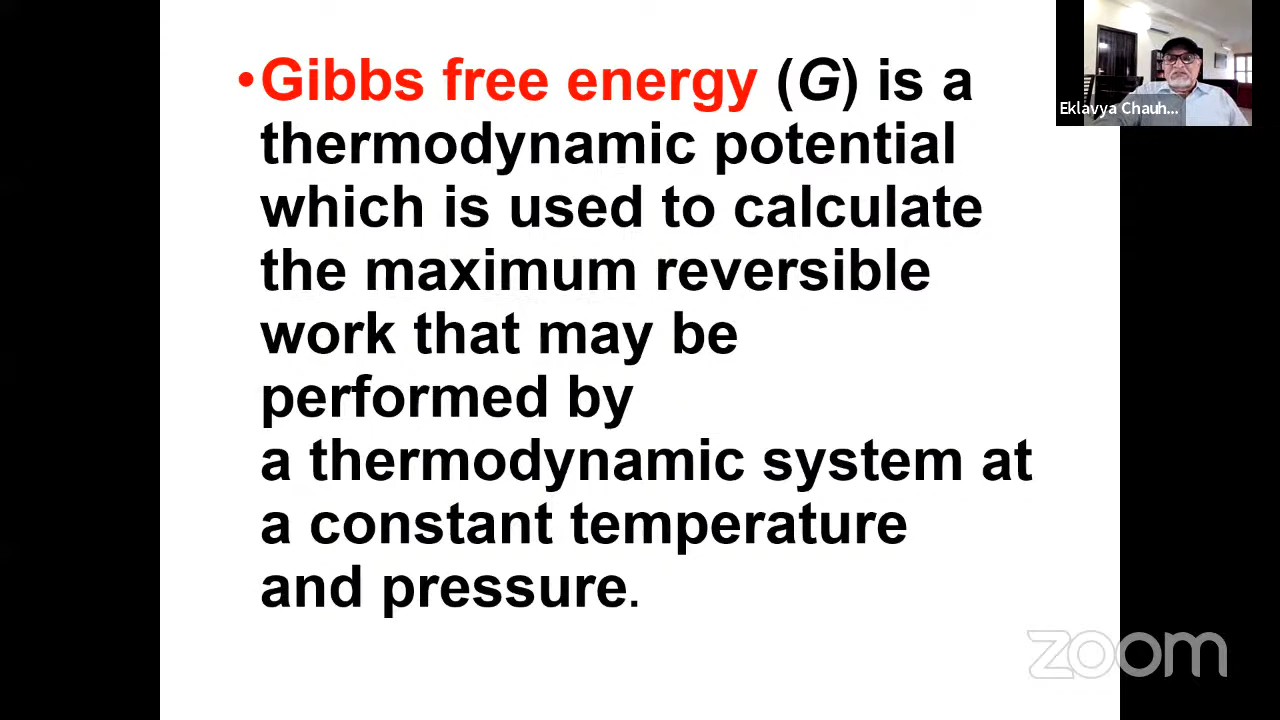 •Gibbs free energy (G) is a
thermodynamic potential
which is used to calculate
the maximum reversible
work that may be
performed by
a thermodynamic system at
a constant temperature
and pressure.
Eklavya Chauh...
zoom